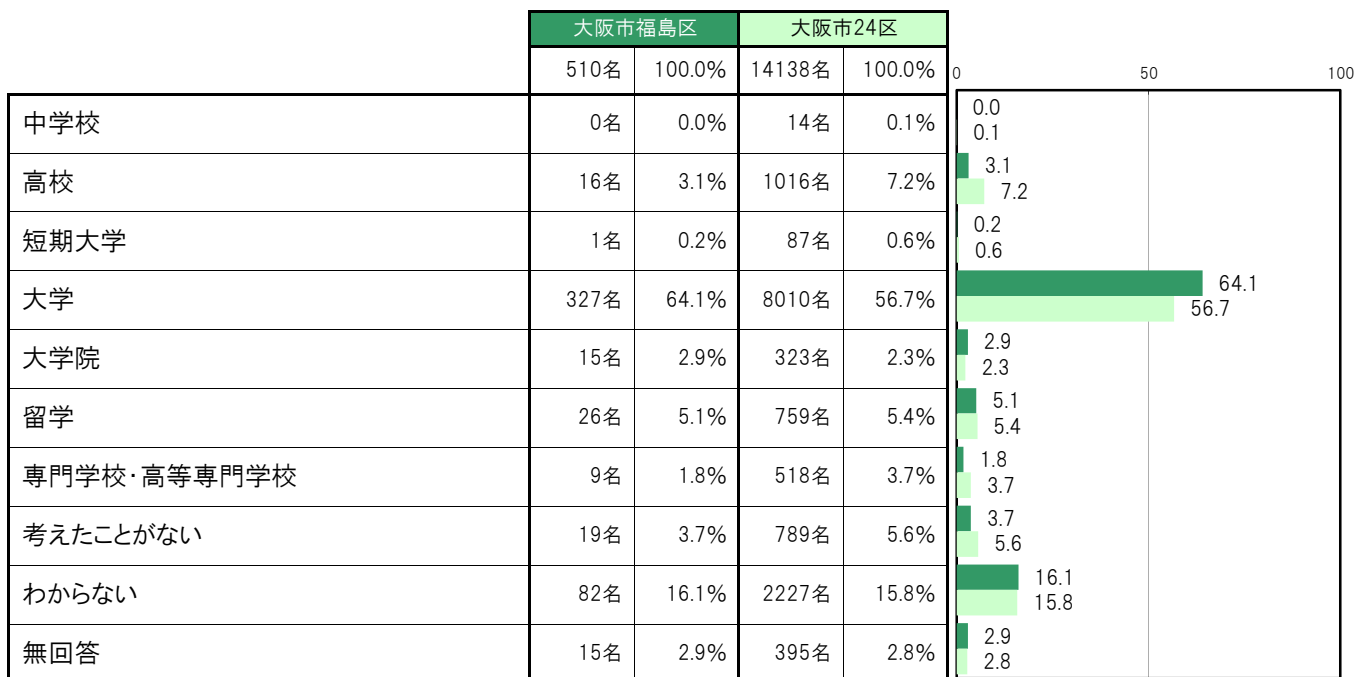 大阪市福島区 大阪市24区
510名 100.0% 14138名 100.0% 0 50 100
中学校 0名 0.0% 14名 0.1% 0.0 0.1
高校 16名 3.1% 1016名 7.2% 3.1 7.2
短期大学 1名 0.2% 87名 0.6% 0.2 0.6
大学 327名 64.1% 8010名 56.7% 64.1 56.7
大学院 15名 2.9% 323名 2.3% 2.9 2.3
留学 26名 5.1% 759名 5.4% 5.1 5.4
専門学校・高等専門学校 9名 1.8% 518名 3.7% 1.8 3.7
考えたことがない 19名 3.7% 789名 5.6% 3.7 5.6
わからない 82名 16.1% 2227名 15.8% 16.1 15.8
無回答 15名 2.9% 395名 2.8% 2.9 2.8